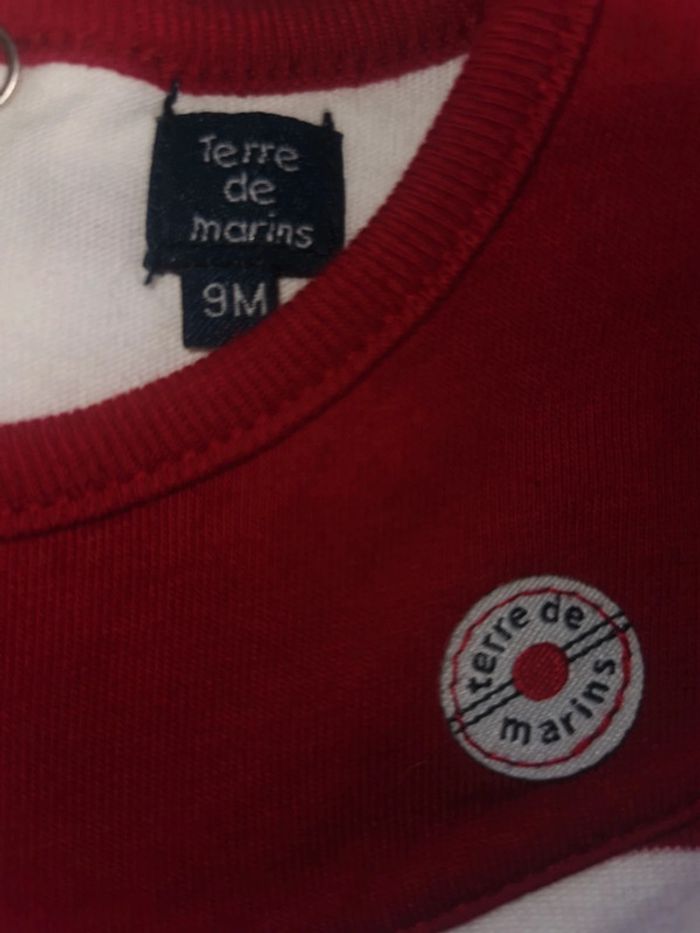 Terre
de
marins
9M
terre de
marins